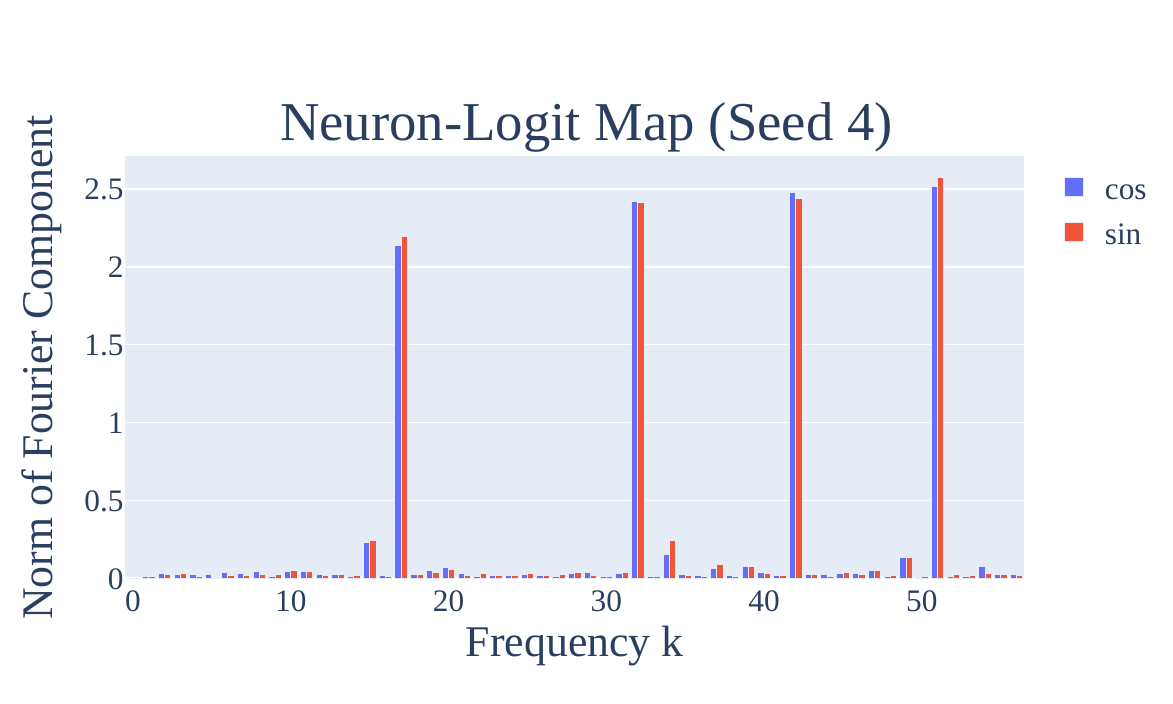 Neuron-Logit Map (Seed 4)
Norm of Fourier Component
2.5
2
1.5
1
0.5
0
0 10 20 30 40 50
Frequency k
cos
sin